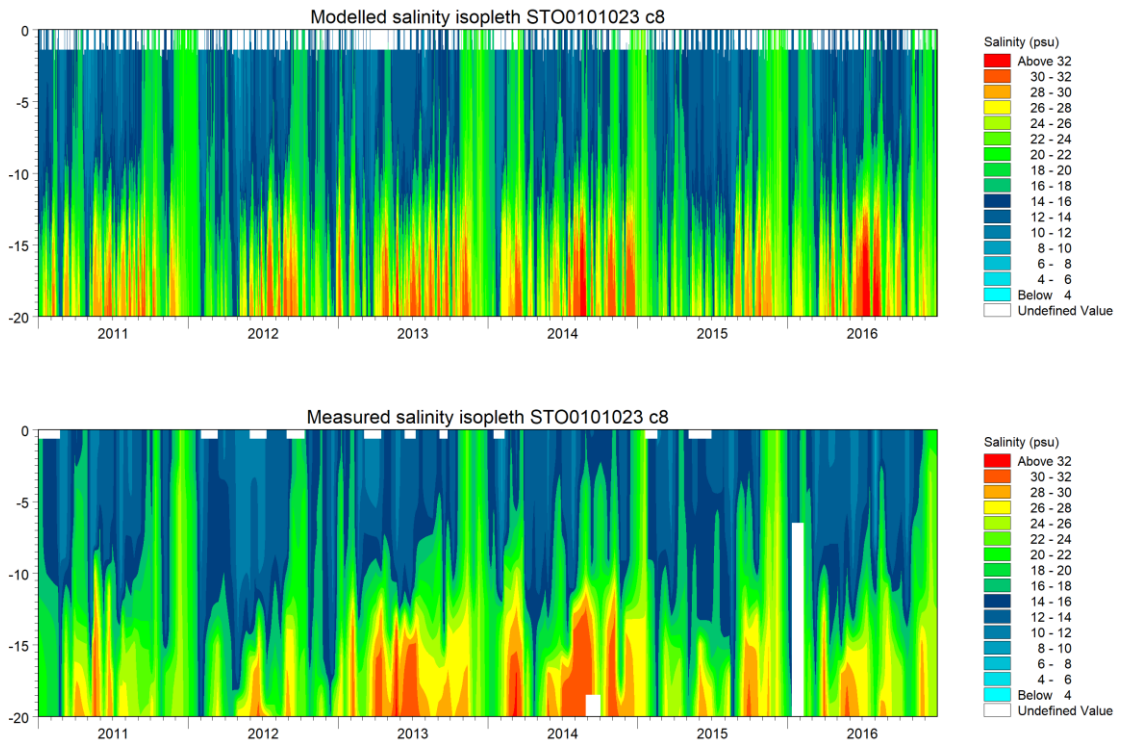 Modelled salinity isopleth STO0101023 c8
0
-5
-10
-15
-20
2011 2012 2013 2014 2015 2016
Salinity (psu)
Above 32
30 - 32
28 - 30
26 - 28
24 - 26
22 - 24
20 - 22
18 - 20
16 - 18
14 - 16
12 - 14
10 - 12
8 - 10
6 - 8
4 - 6
Below 4
Undefined Value
Measured salinity isopleth STO0101023 c8
0
-5
-10
-15
-20
2011 2012 2013 2014 2015 2016
Salinity (psu)
Above 32
30 - 32
28 - 30
26 - 28
24 - 26
22 - 24
20 - 22
18 - 20
16 - 18
14 - 16
12 - 14
10 - 12
8 - 10
6 - 8
4 - 6
Below 4
Undefined Value